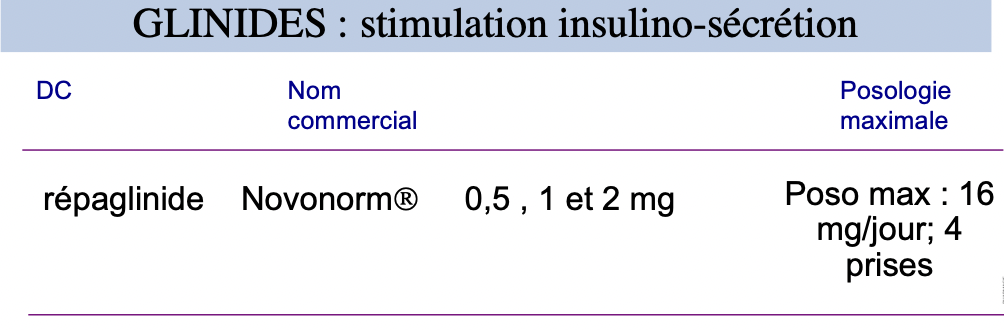 GLINIDES : stimulation insulino-sécrétion
DC
Nom
commercial
Posologie
maximale
répaglinide Novonorm® 0,5 , 1 et 2 mg
Poso max : 16
mg/jour; 4
prises